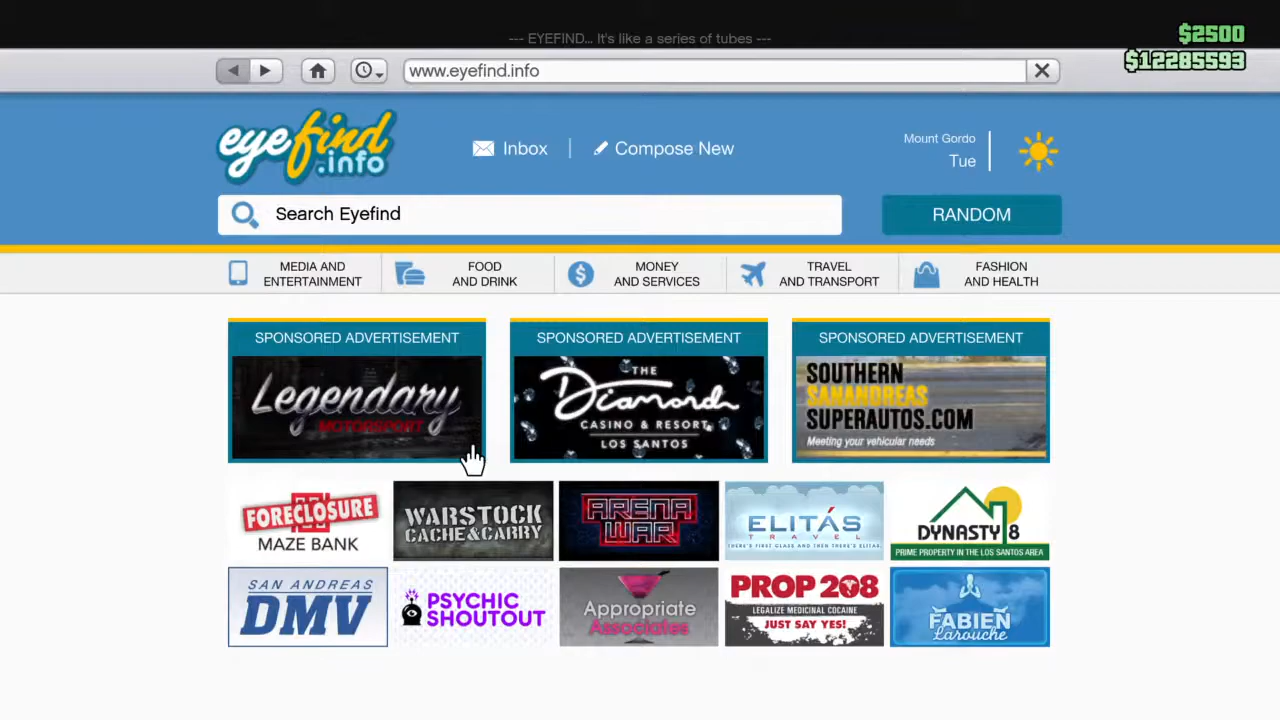 --- EYEFIND... It's like a series of tubes ---
$2500
$12285593
www.eyefind.info
eyefind
.info
Inbox
Compose New
Mount Gordo
Tue
Search Eyefind
RANDOM
MEDIA AND
ENTERTAINMENT
FOOD
AND DRINK
MONEY
AND SERVICES
TRAVEL
AND TRANSPORT
FASHION
AND HEALTH
SPONSORED ADVERTISEMENT
Legendary
MOTORSPORT
SPONSORED ADVERTISEMENT
THE
Diamond
CASINO & RESORT
LOS SANTOS
SPONSORED ADVERTISEMENT
SOUTHERN
SANANDREAS
SUPERAUTOS.COM
Meeting your vehicular needs
FORECLOSURE
MAZE BANK
WARSTOCK
CACHE & CARRY
ARENA
WAR
ELITÁS
TRAVEL
THERE'S FIRST CLASS AND THEN THERE'S ELITÁS
DYNASTY 8
PRIME PROPERTY IN THE LOS SANTOS AREA
SAN ANDREAS
DMV
PSYCHIC
SHOUTOUT
Appropriate
Associates
PROP 208
LEGALIZE MEDICINAL COCAINE
JUST SAY YES!
FABIEN
Larouche